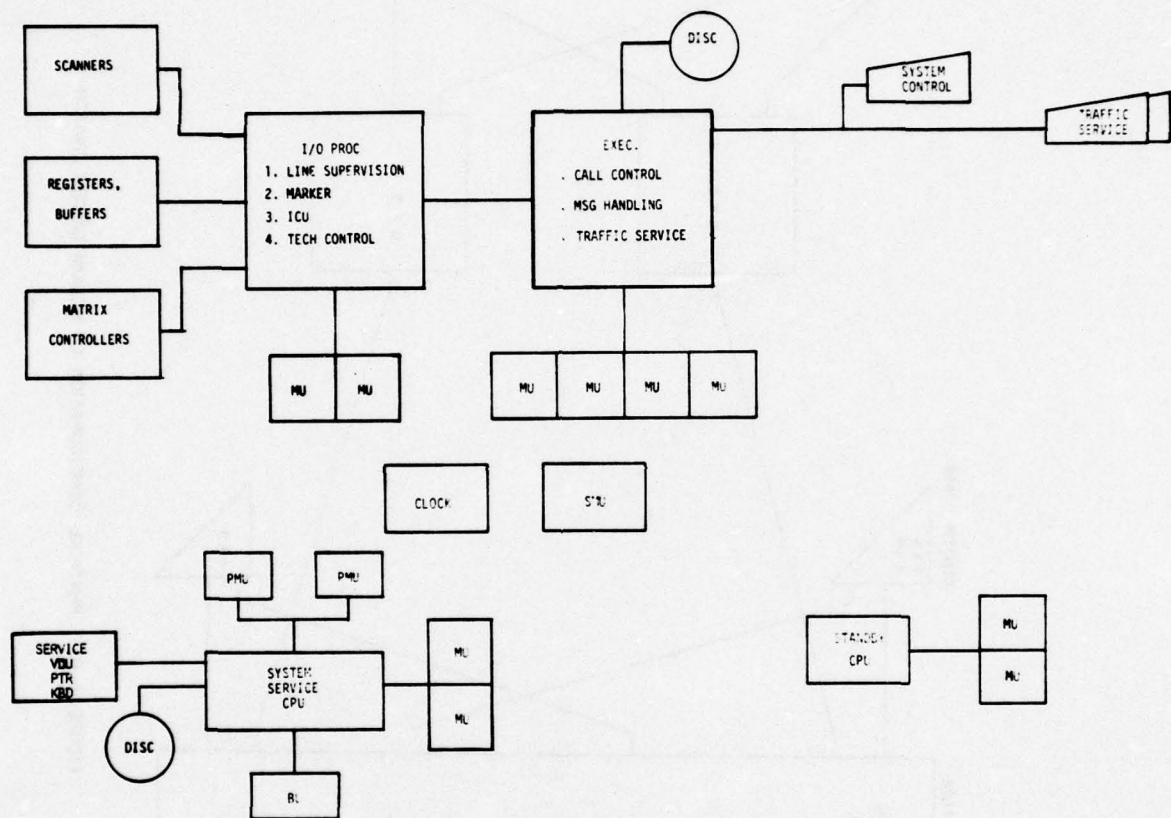 SCANNERS
REGISTERS,
BUFFERS
MATRIX
CONTROLLERS
I/O PROC
1. LINE SUPERVISION
2. MARKER
3. ICU
4. TECH CONTROL
MU
MU
DISC
EXEC.
. CALL CONTROL
. MSG HANDLING
. TRAFFIC SERVICE
MU
MU
MU
MU
SYSTEM
CONTROL
TRAFFIC
SERVICE
CLOCK
SMU
PMU
PMU
SERVICE
VDU
PTR
KBD
DISC
SYSTEM
SERVICE
CPU
MU
MU
STANDBY
CPU
MU
MU